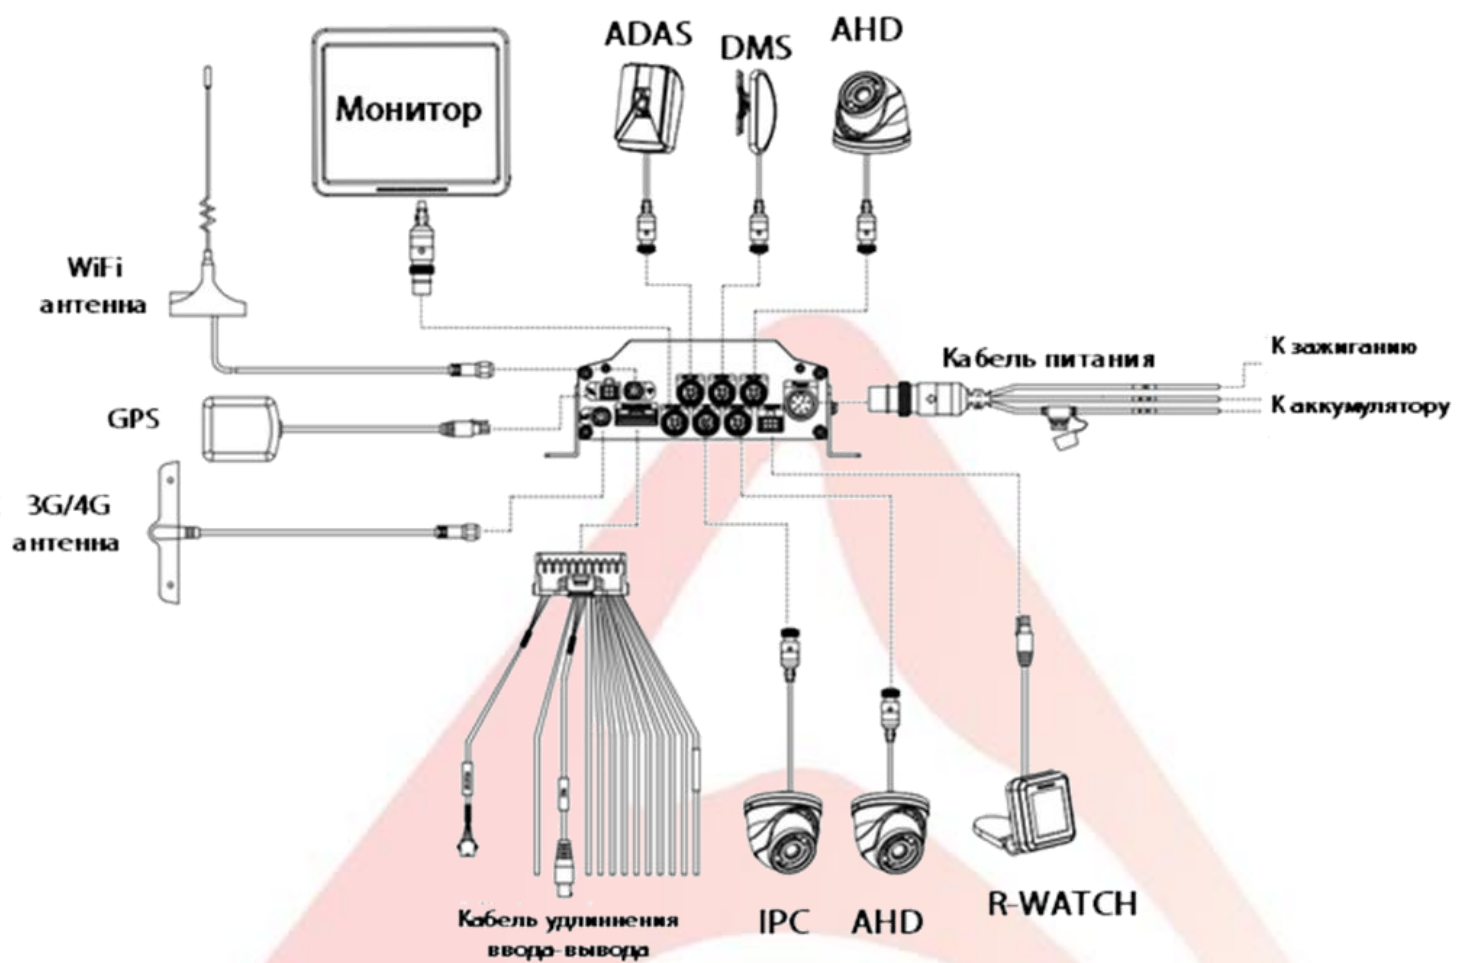 ADAS
DMS
AHD
Монитор
WiFi
антенна
Кабель питания
К зажиганию
К аккумулятору
GPS
3G/4G
антенна
Кабель удлиннения
ввода-вывода
IPC
AHD
R-WATCH